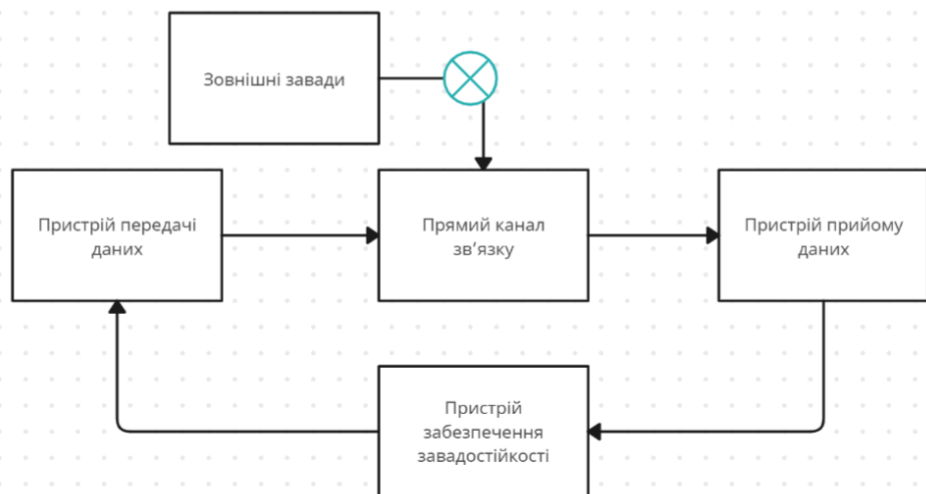 Зовнішні завади
Пристрій передачі
даних
Прямий канал
зв’язку
Пристрій прийому
даних
Пристрій
забезпечення
завадостійкості